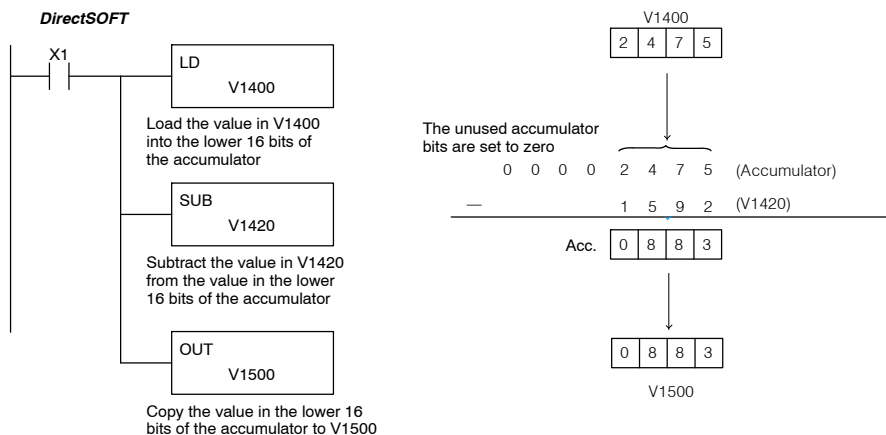 DirectSOFT
X1
LD
V1400
Load the value in V1400
into the lower 16 bits of
the accumulator
SUB
V1420
Subtract the value in V1420
from the value in the lower
16 bits of the accumulator
OUT
V1500
Copy the value in the lower 16
bits of the accumulator to V1500
V1400
2 4 7 5
The unused accumulator
bits are set to zero
0 0 0 0 2 4 7 5 (Accumulator)
— 1 5 9 2 (V1420)
Acc. 0 8 8 3
0 8 8 3
V1500